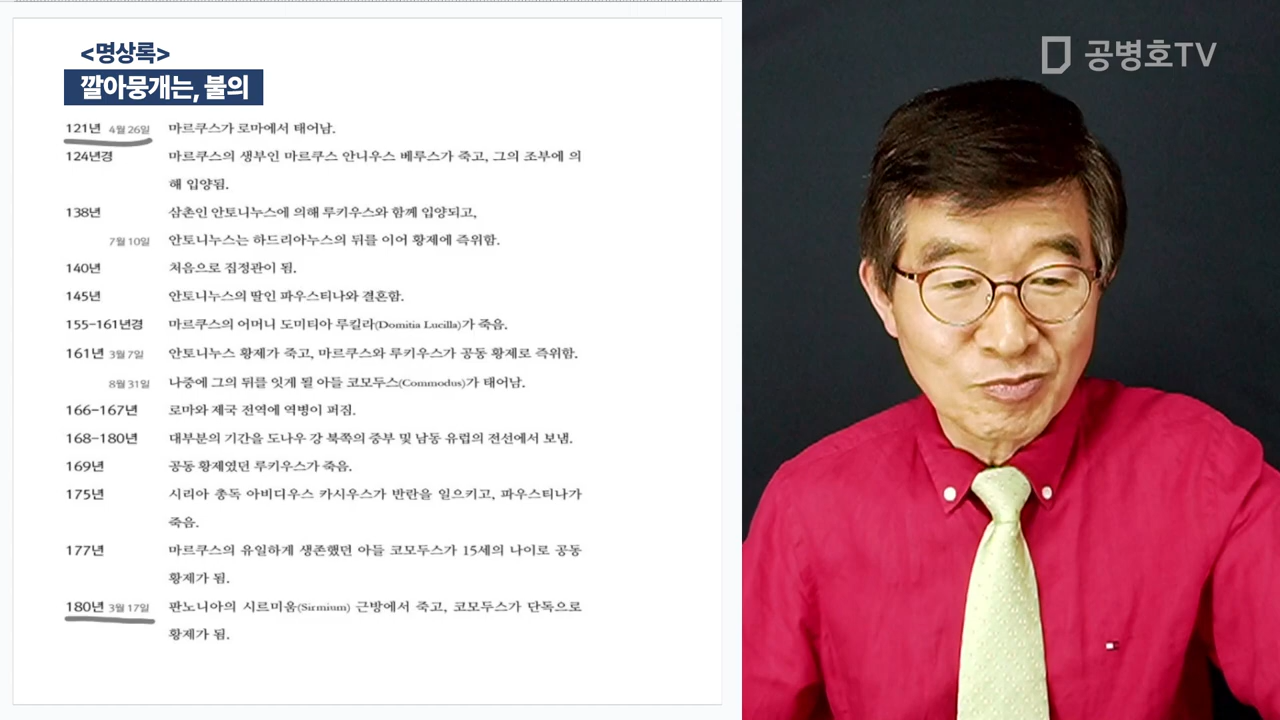 <명상록>
깔아뭉개는, 불의
공병호TV
121년 4월 26일 마르쿠스가 로마에서 태어남.
124년경 마르쿠스의 생부인 마르쿠스 안니우스 베루스가 죽고, 그의 조부에 의
해 입양됨.
138년 삼촌인 안토니누스에 의해 루키우스와 함께 입양되고,
7월 10일 안토니누스는 하드리아누스의 뒤를 이어 황제에 즉위함.
140년 처음으로 집정관이 됨.
145년 안토니누스의 딸인 파우스티나와 결혼함.
155-161년경 마르쿠스의 어머니 도미티아 루킬라(Domitia Lucilla)가 죽음.
161년 3월 7일 안토니누스 황제가 죽고, 마르쿠스와 루키우스가 공동 황제로 즉위함.
8월 31일 나중에 그의 뒤를 잇게 될 아들 코모두스(Commodus)가 태어남.
166-167년 로마와 제국 전역에 역병이 퍼짐.
168-180년 대부분의 기간을 도나우 강 북쪽의 중부 및 남동 유럽의 전선에서 보냄.
169년 공동 황제였던 루키우스가 죽음.
175년 시리아 총독 아비디우스 카시우스가 반란을 일으키고, 파우스티나가
죽음.
177년 마르쿠스의 유일하게 생존했던 아들 코모두스가 15세의 나이로 공동
황제가 됨.
180년 3월 17일 판노니아의 시르미움(Sirmium) 근방에서 죽고, 코모두스가 단독으로
황제가 됨.